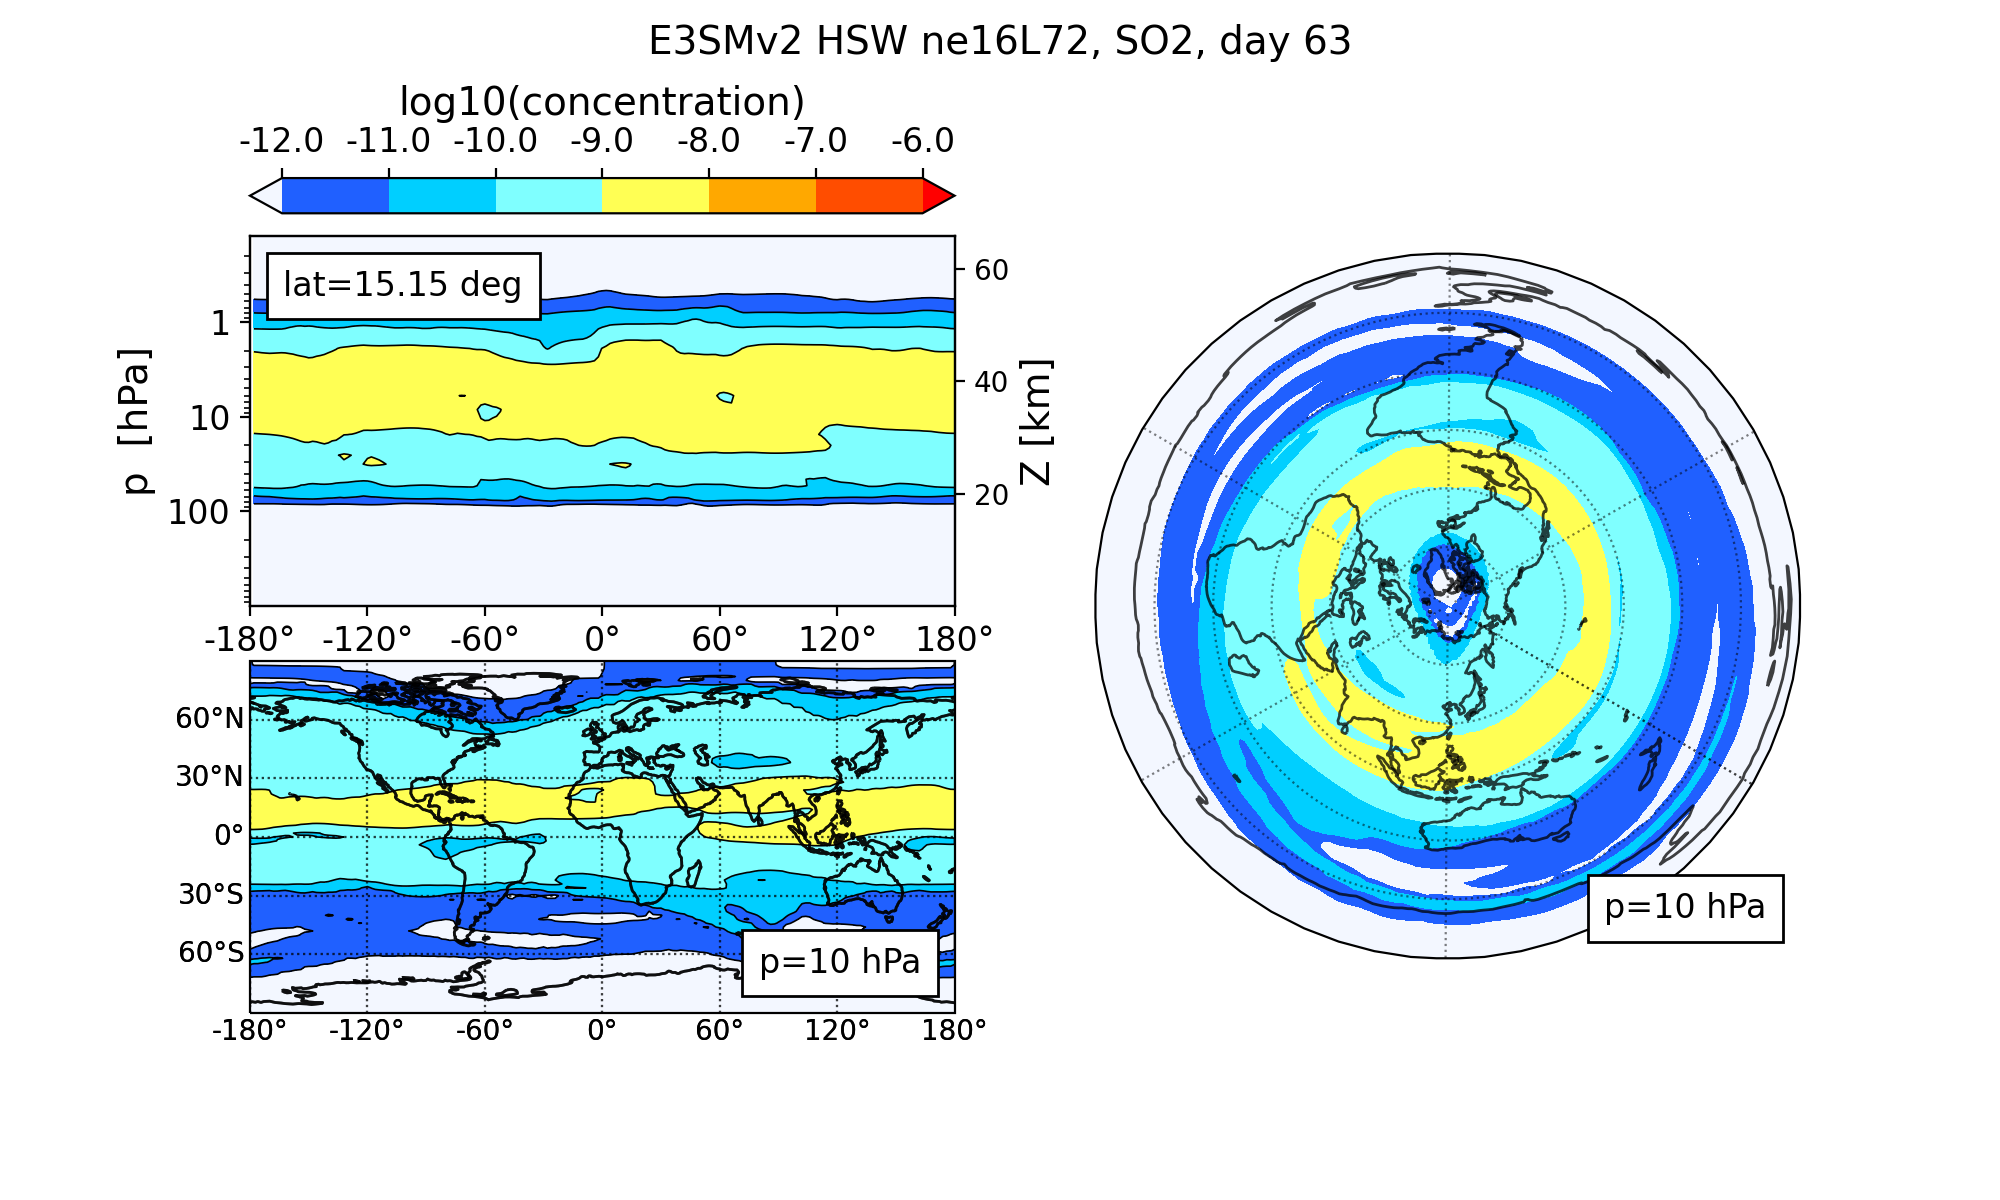 E3SMv2 HSW ne16L72, SO2, day 63
log10(concentration)
-12.0 -11.0 -10.0 -9.0 -8.0 -7.0 -6.0
lat=15.15 deg
p [hPa]
1
10
100
60
40
20
Z [km]
-180° -120° -60° 0° 60° 120° 180°
60°N
30°N
0°
30°S
60°S
p=10 hPa
-180° -120° -60° 0° 60° 120° 180°
p=10 hPa